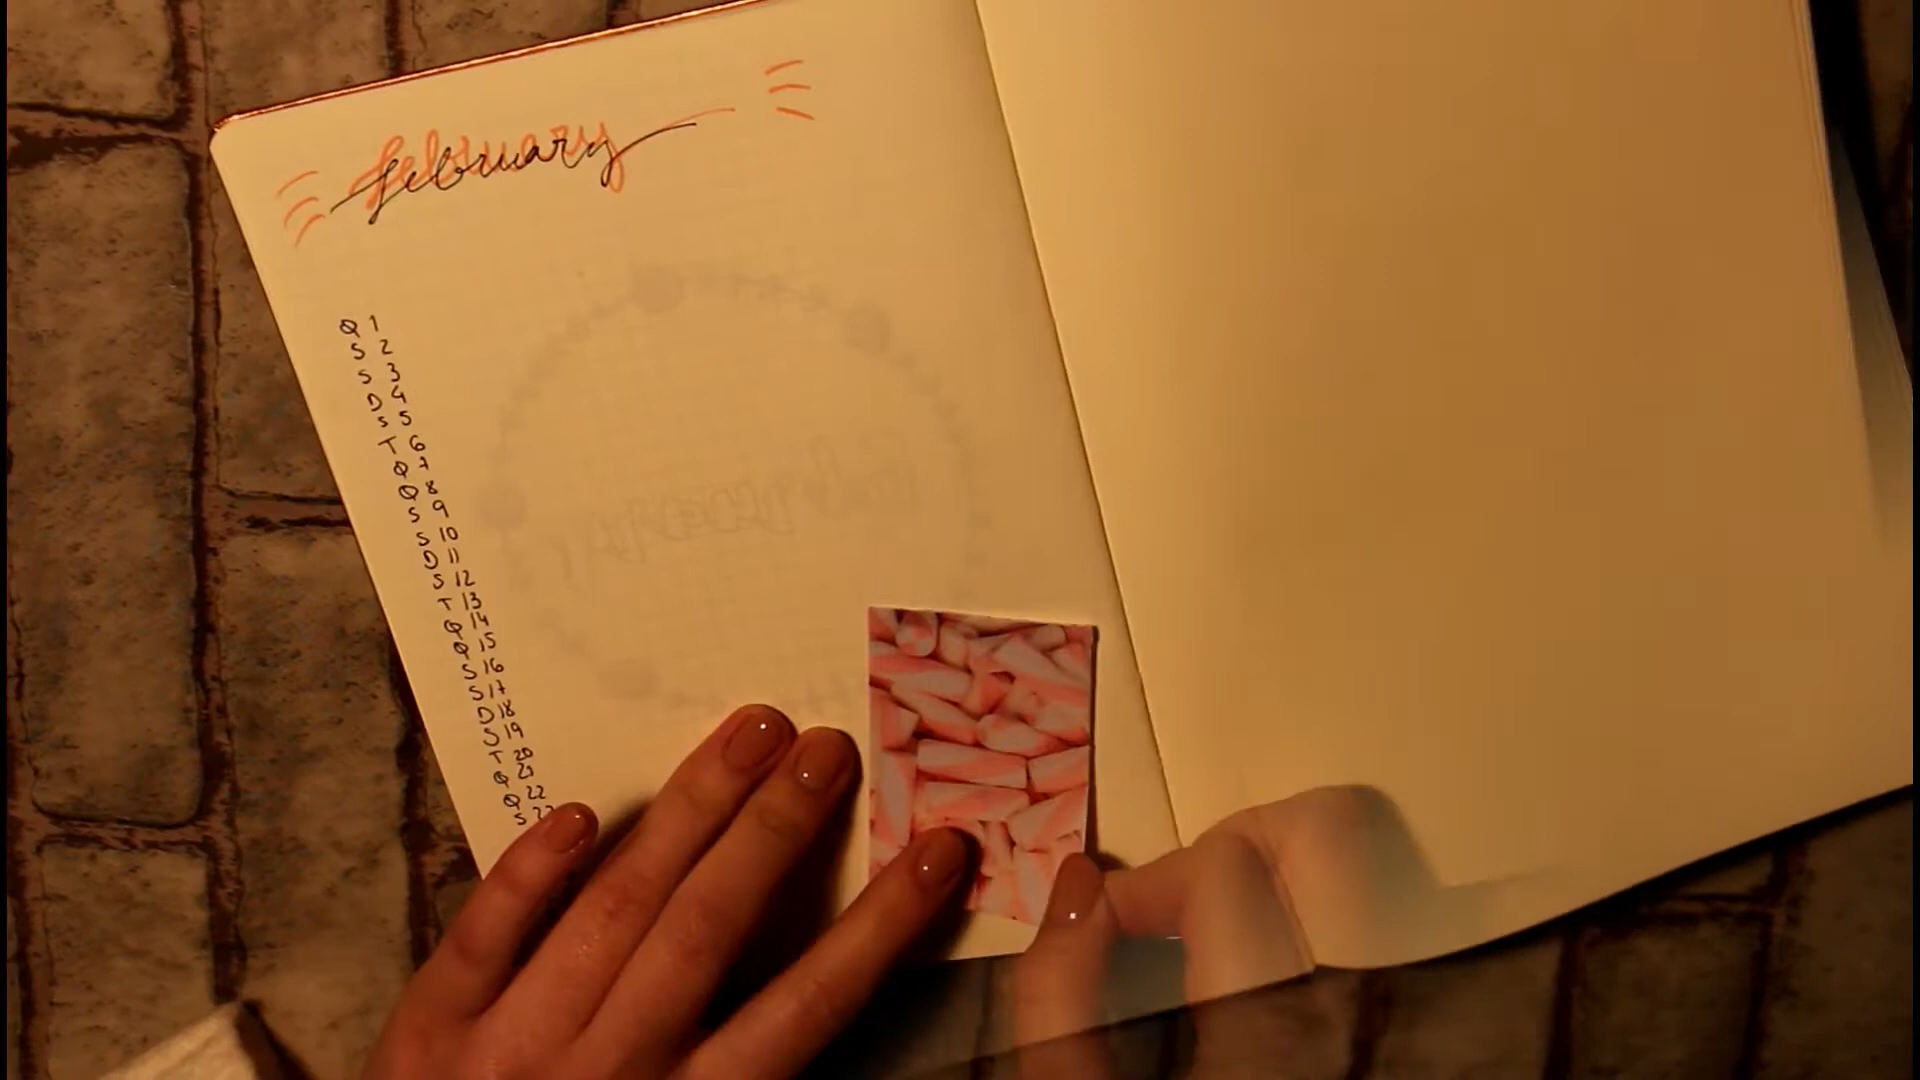 february
Q 1
S 2
S 3
D 4
S 5
T 6
Q 7
Q 8
S 9
S 10
D 11
S 12
T 13
Q 14
Q 15
S 16
S 17
D 18
S 19
T 20
Q 21
Q 22
S